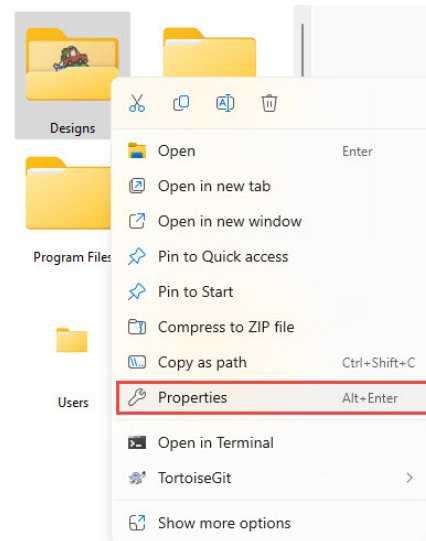 Designs
Open Enter
Open in new tab
Open in new window
Program Files
Pin to Quick access
Pin to Start
Compress to ZIP file
Copy as path Ctrl+Shift+C
Users
Properties Alt+Enter
Open in Terminal
TortoiseGit
Show more options